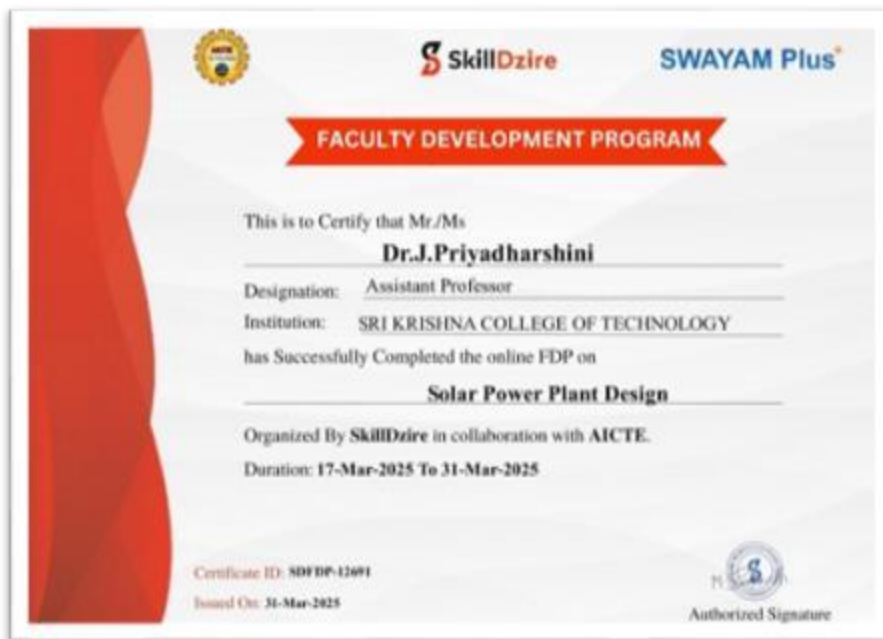 SkillDzire
SWAYAM Plus
FACULTY DEVELOPMENT PROGRAM
This is to Certify that Mr./Ms
Dr.J.Priyadharshini
Designation: Assistant Professor
Institution: SRI KRISHNA COLLEGE OF TECHNOLOGY
has Successfully Completed the online FDP on
Solar Power Plant Design
Organized By SkillDzire in collaboration with AICTE.
Duration: 17-Mar-2025 To 31-Mar-2025
Certificate ID: SDFDP-12691
Issued On: 31-Mar-2025
Authorized Signature